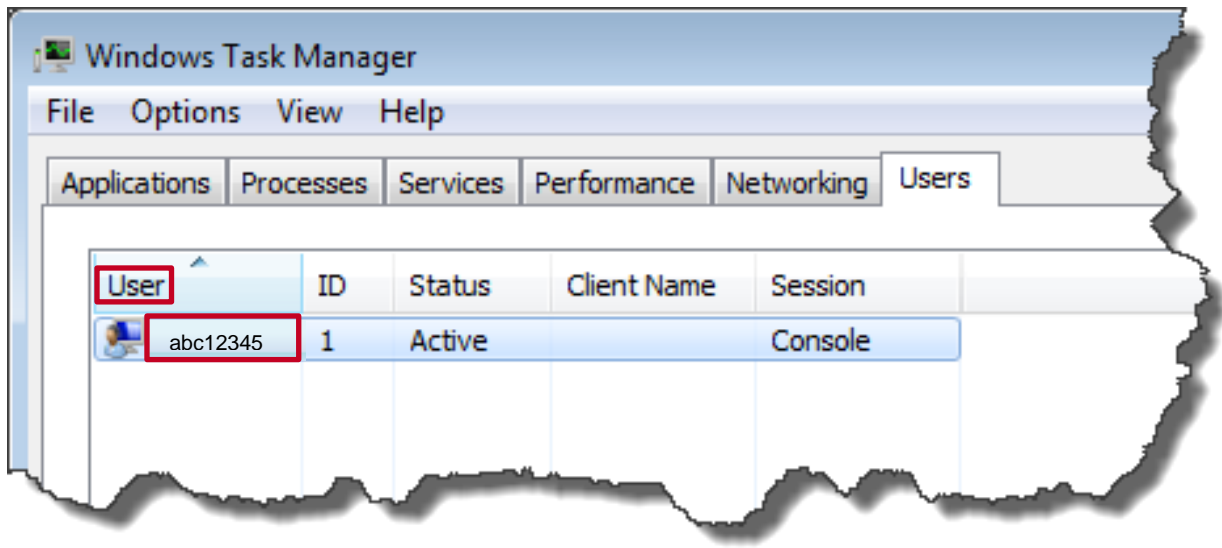 Windows Task Manager
File Options View Help
Applications Processes Services Performance Networking Users
User ID Status Client Name Session
abc12345 1 Active Console